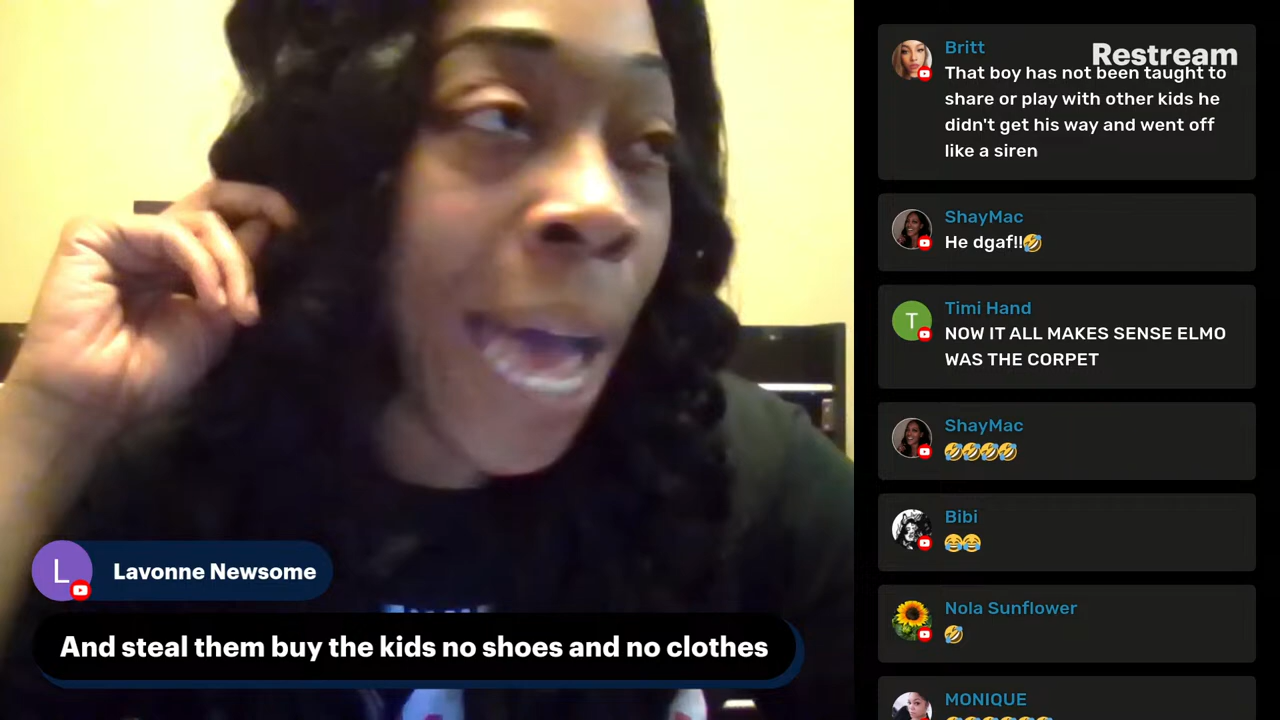 Restream
Britt
That boy has not been taught to
share or play with other kids he
didn't get his way and went off
like a siren
ShayMac
He dgaf!!🤣
T
Timi Hand
NOW IT ALL MAKES SENSE ELMO
WAS THE CORPET
ShayMac
🤣🤣🤣🤣
Bibi
😂😂
Nola Sunflower
🤣
MONIQUE
L
Lavonne Newsome
And steal them buy the kids no shoes and no clothes